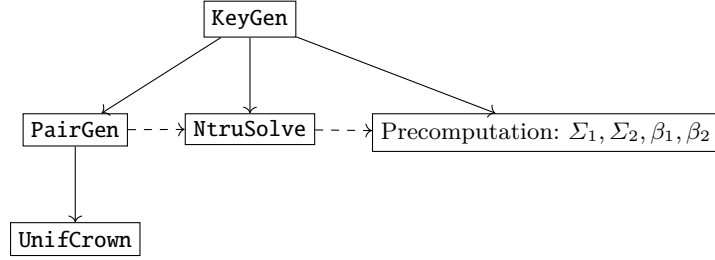 KeyGen
PairGen
NtruSolve
Precomputation: Σ₁, Σ₂, β₁, β₂
UnifCrown